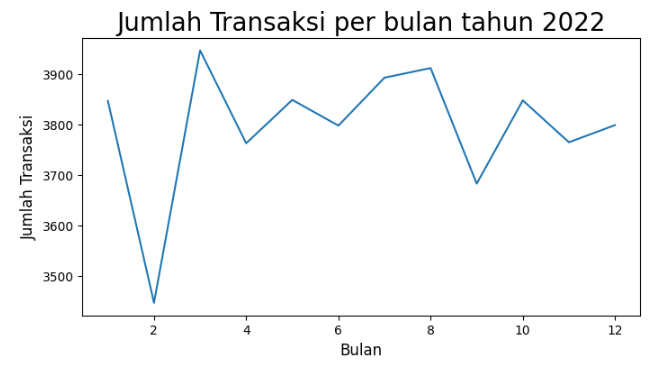 Jumlah Transaksi per bulan tahun 2022
3900
3800
3700
3600
3500
Jumlah Transaksi
2 4 6 8 10 12
Bulan